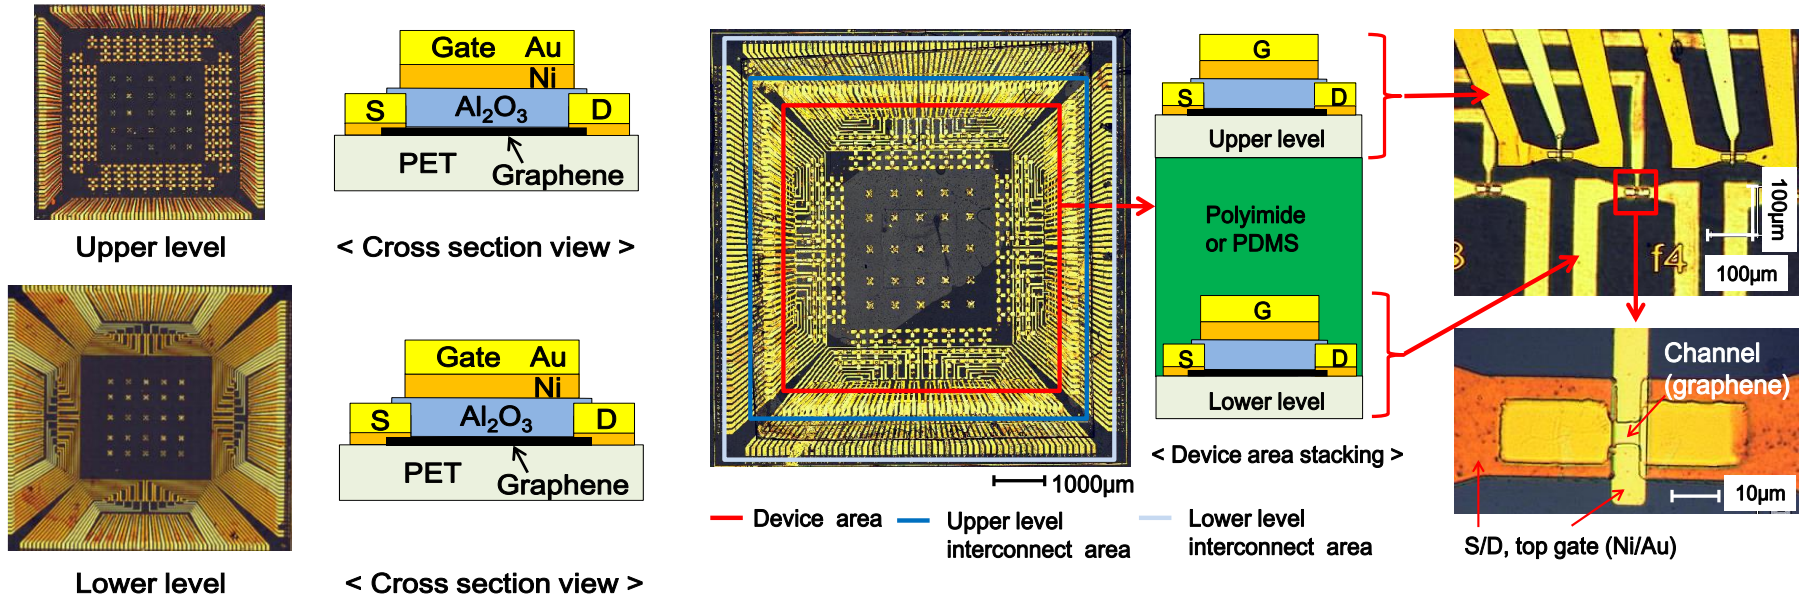 Gate Au
Ni
S
Al₂O₃
D
PET
Graphene
Upper level
< Cross section view >
Gate Au
Ni
S
Al₂O₃
D
PET
Graphene
Lower level
< Cross section view >
1000µm
Device area
Upper level
interconnect area
Lower level
interconnect area
G
S
D
Upper level
Polyimide
or PDMS
G
S
D
Lower level
< Device area stacking >
f4
100µm
100µm
Channel
(graphene)
10µm
S/D, top gate (Ni/Au)